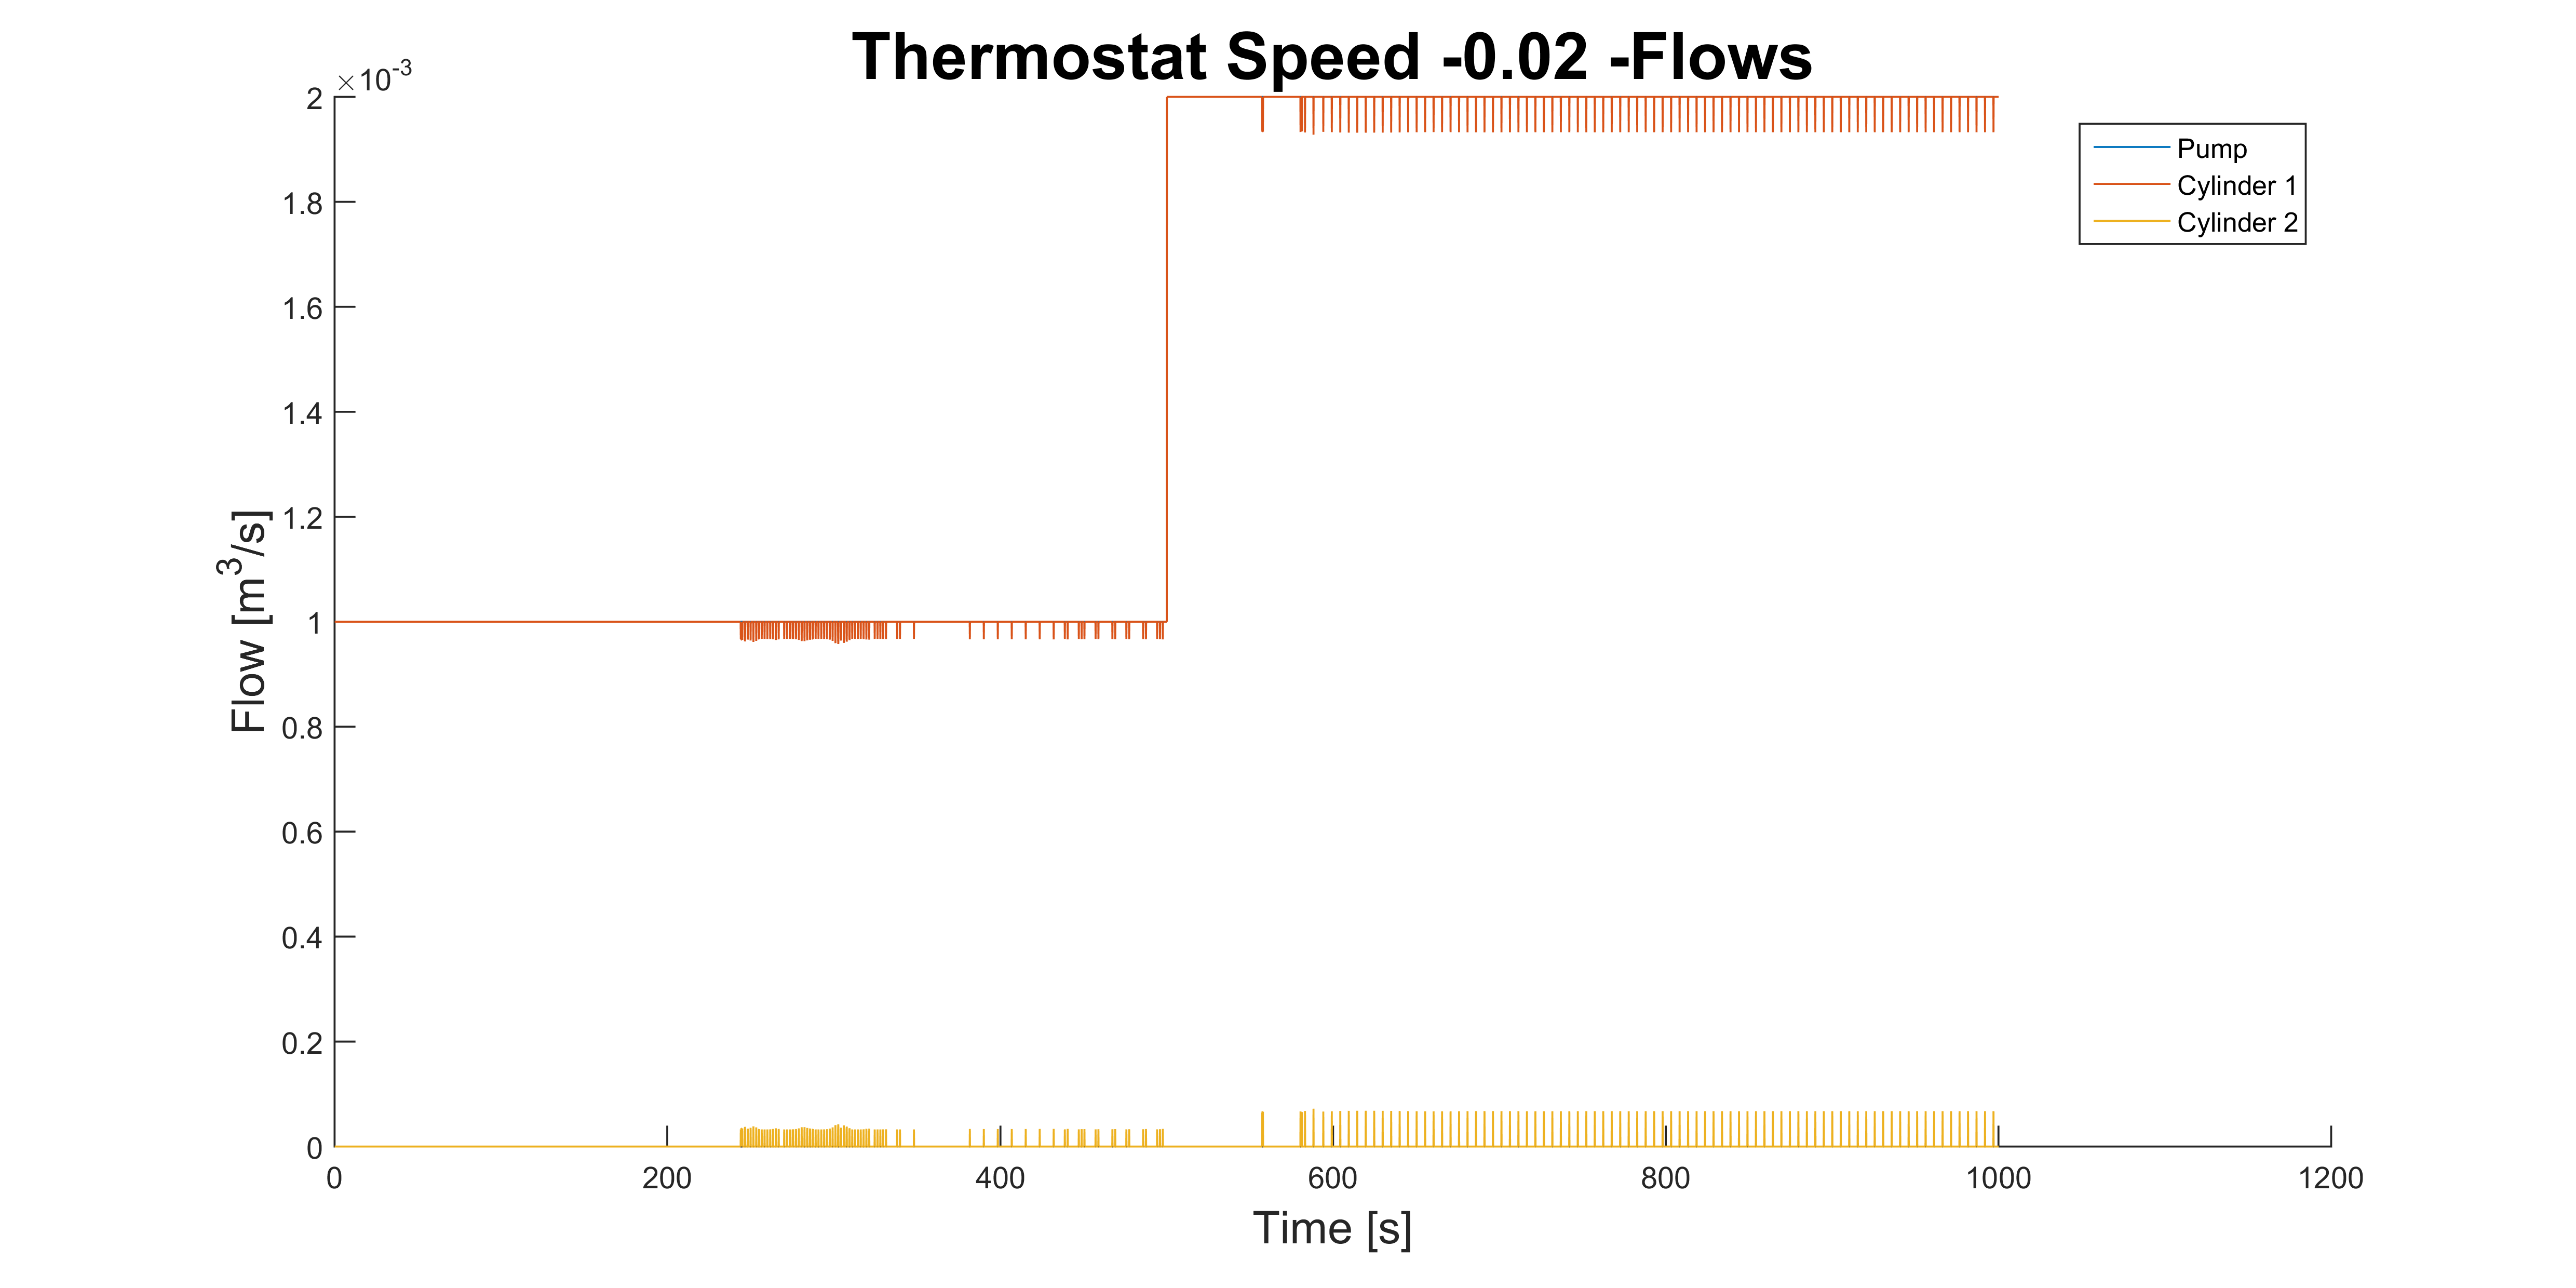 Thermostat Speed -0.02 -Flows
×10-3
2
1.8
1.6
1.4
1.2
1
0.8
0.6
0.4
0.2
0
Flow [m3/s]
Pump
Cylinder 1
Cylinder 2
0 200 400 600 800 1000 1200
Time [s]